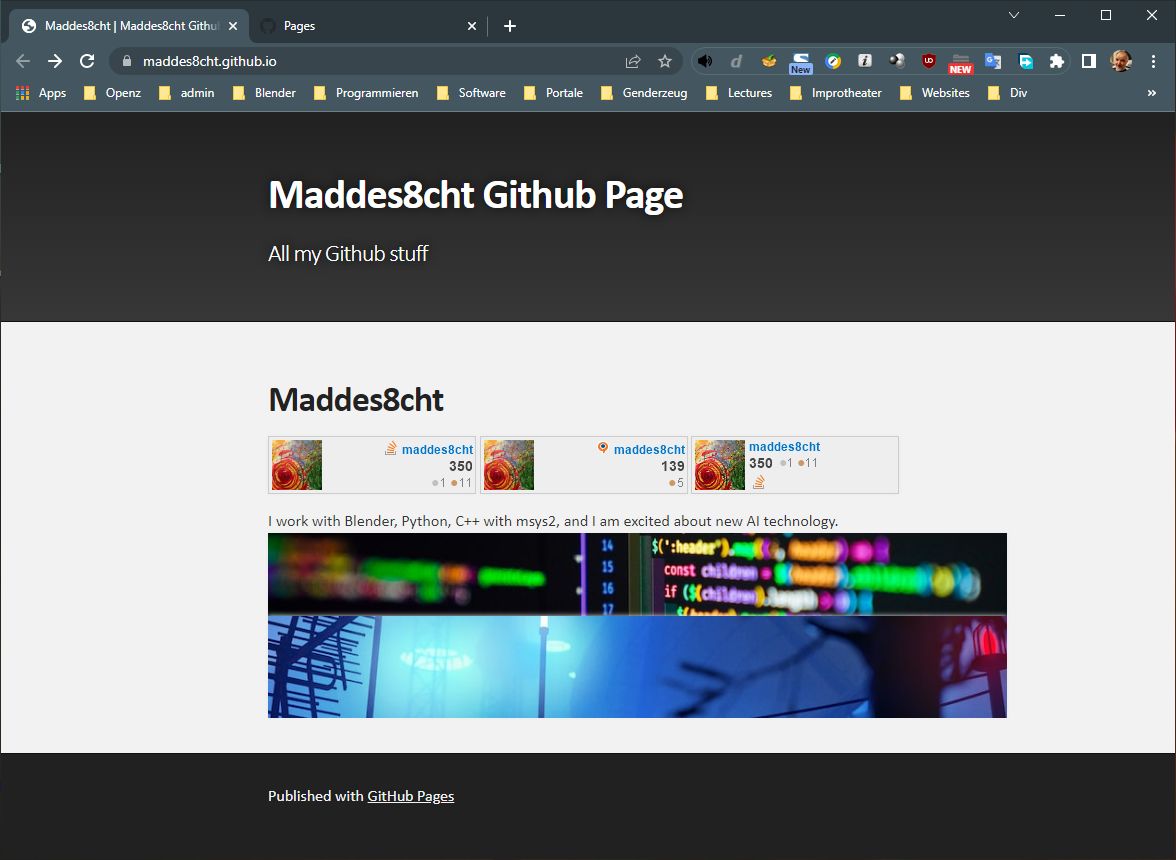 Maddes8cht | Maddes8cht Github
Pages
maddes8cht.github.io
New
NEW
Apps Openz admin Blender Programmieren Software Portale Genderzeug Lectures Improtheater Websites Div »
Maddes8cht Github Page
All my Github stuff
Maddes8cht
maddes8cht
350
1 11
maddes8cht
139
5
maddes8cht
350 1 11
I work with Blender, Python, C++ with msys2, and I am excited about new AI technology.
14 $(':header')
15 const children
16 if ($(children)
17
Published with GitHub Pages